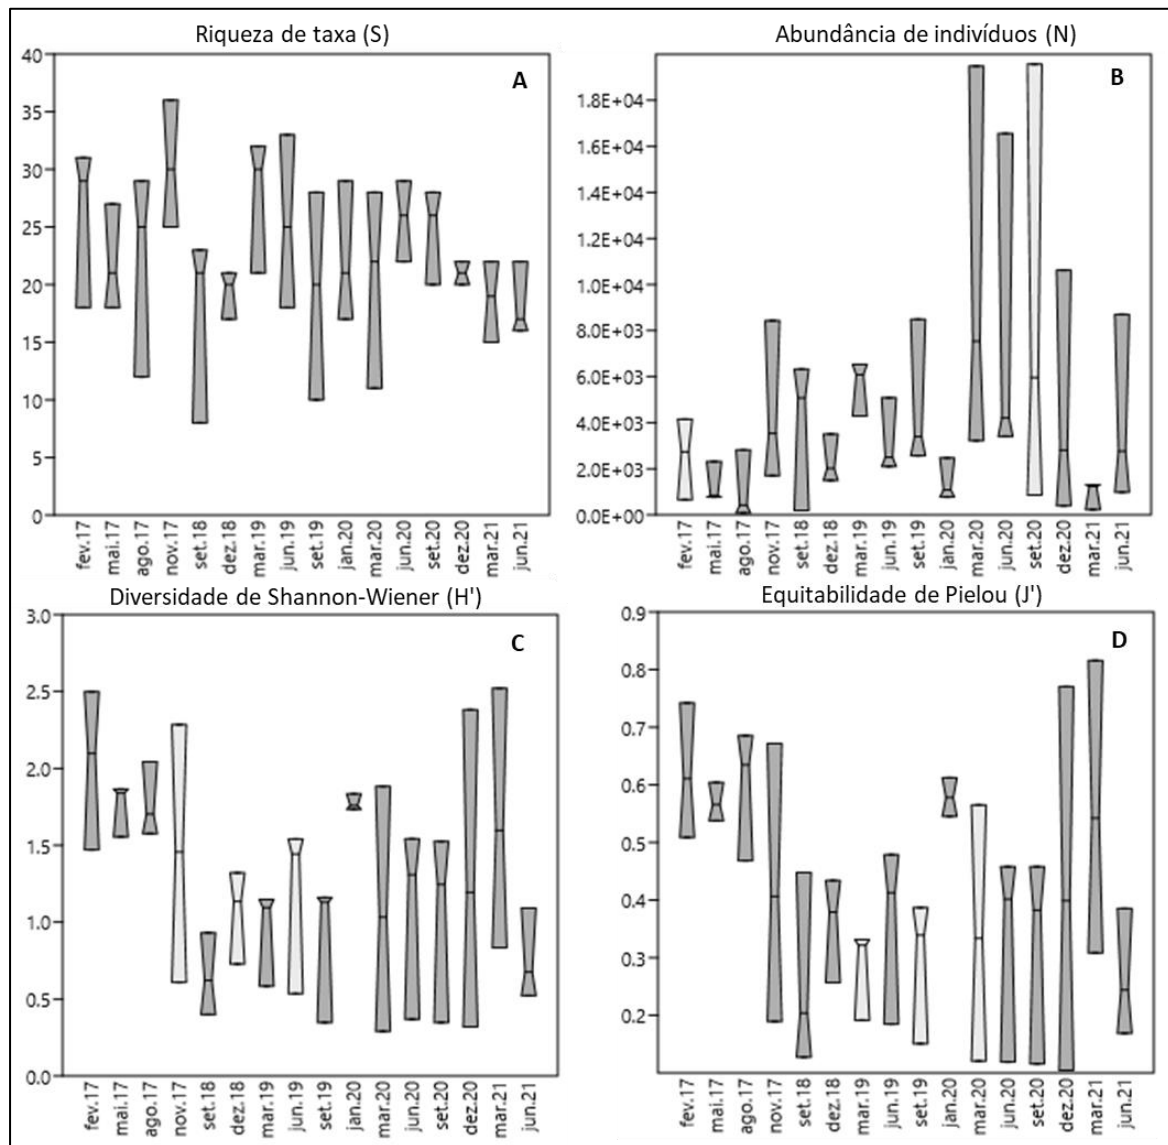 Riqueza de taxa (S)
A
40
35
30
25
20
15
10
5
0
fev.17
mai.17
ago.17
nov.17
set.18
dez.18
mar.19
jun.19
set.19
jan.20
mar.20
jun.20
set.20
dez.20
mar.21
jun.21
Abundância de indivíduos (N)
B
1.8E+04
1.6E+04
1.4E+04
1.2E+04
1.0E+04
8.0E+03
6.0E+03
4.0E+03
2.0E+03
0.0E+00
fev.17
mai.17
ago.17
nov.17
set.18
dez.18
mar.19
jun.19
set.19
jan.20
mar.20
jun.20
set.20
dez.20
mar.21
jun.21
Diversidade de Shannon-Wiener (H')
C
3.0
2.5
2.0
1.5
1.0
0.5
0.0
fev.17
mai.17
ago.17
nov.17
set.18
dez.18
mar.19
jun.19
set.19
jan.20
mar.20
jun.20
set.20
dez.20
mar.21
jun.21
Equitabilidade de Pielou (J')
D
0.9
0.8
0.7
0.6
0.5
0.4
0.3
0.2
fev.17
mai.17
ago.17
nov.17
set.18
dez.18
mar.19
jun.19
set.19
jan.20
mar.20
jun.20
set.20
dez.20
mar.21
jun.21